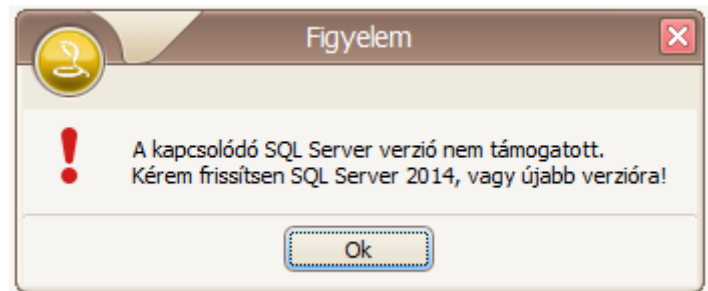 Figyelem
A kapcsolódó SQL Server verzió nem támogatott.
Kérem frissítsen SQL Server 2014, vagy újabb verzióra!
Ok